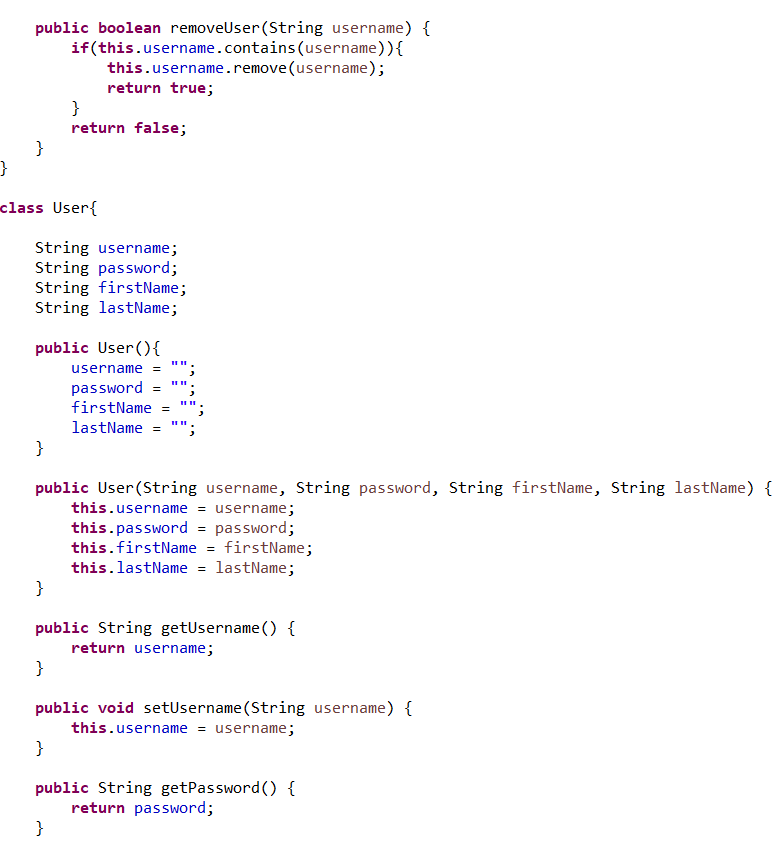 public boolean removeUser(String username) {
        if(this.username.contains(username)){
            this.username.remove(username);
            return true;
        }
        return false;
    }
}

class User{

    String username;
    String password;
    String firstName;
    String lastName;

    public User(){
        username = "";
        password = "";
        firstName = "";
        lastName = "";
    }

    public User(String username, String password, String firstName, String lastName) {
        this.username = username;
        this.password = password;
        this.firstName = firstName;
        this.lastName = lastName;
    }

    public String getUsername() {
        return username;
    }

    public void setUsername(String username) {
        this.username = username;
    }

    public String getPassword() {
        return password;
    }